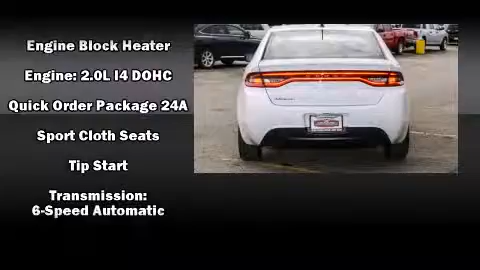 Engine Block Heater
Engine: 2.0L I4 DOHC
Quick Order Package 24A
Sport Cloth Seats
Tip Start
Transmission:
6-Speed Automatic